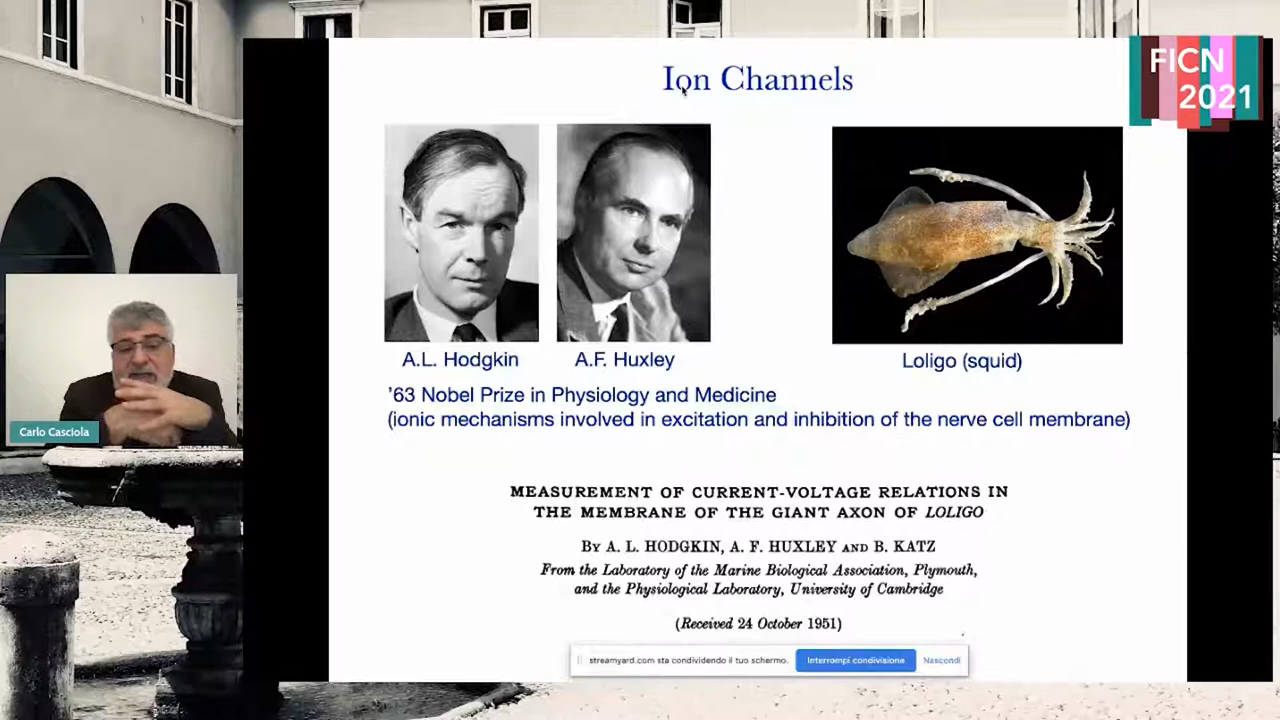 Ion Channels
FICN
2021
A.L. Hodgkin
A.F. Huxley
Loligo (squid)
'63 Nobel Prize in Physiology and Medicine
(ionic mechanisms involved in excitation and inhibition of the nerve cell membrane)
Carlo Casciola
MEASUREMENT OF CURRENT-VOLTAGE RELATIONS IN
THE MEMBRANE OF THE GIANT AXON OF LOLIGO
BY A. L. HODGKIN, A. F. HUXLEY AND B. KATZ
From the Laboratory of the Marine Biological Association, Plymouth,
and the Physiological Laboratory, University of Cambridge
(Received 24 October 1951)
streamyard.com sta condividendo il tuo schermo.
Interrompi condivisione
Nascondi